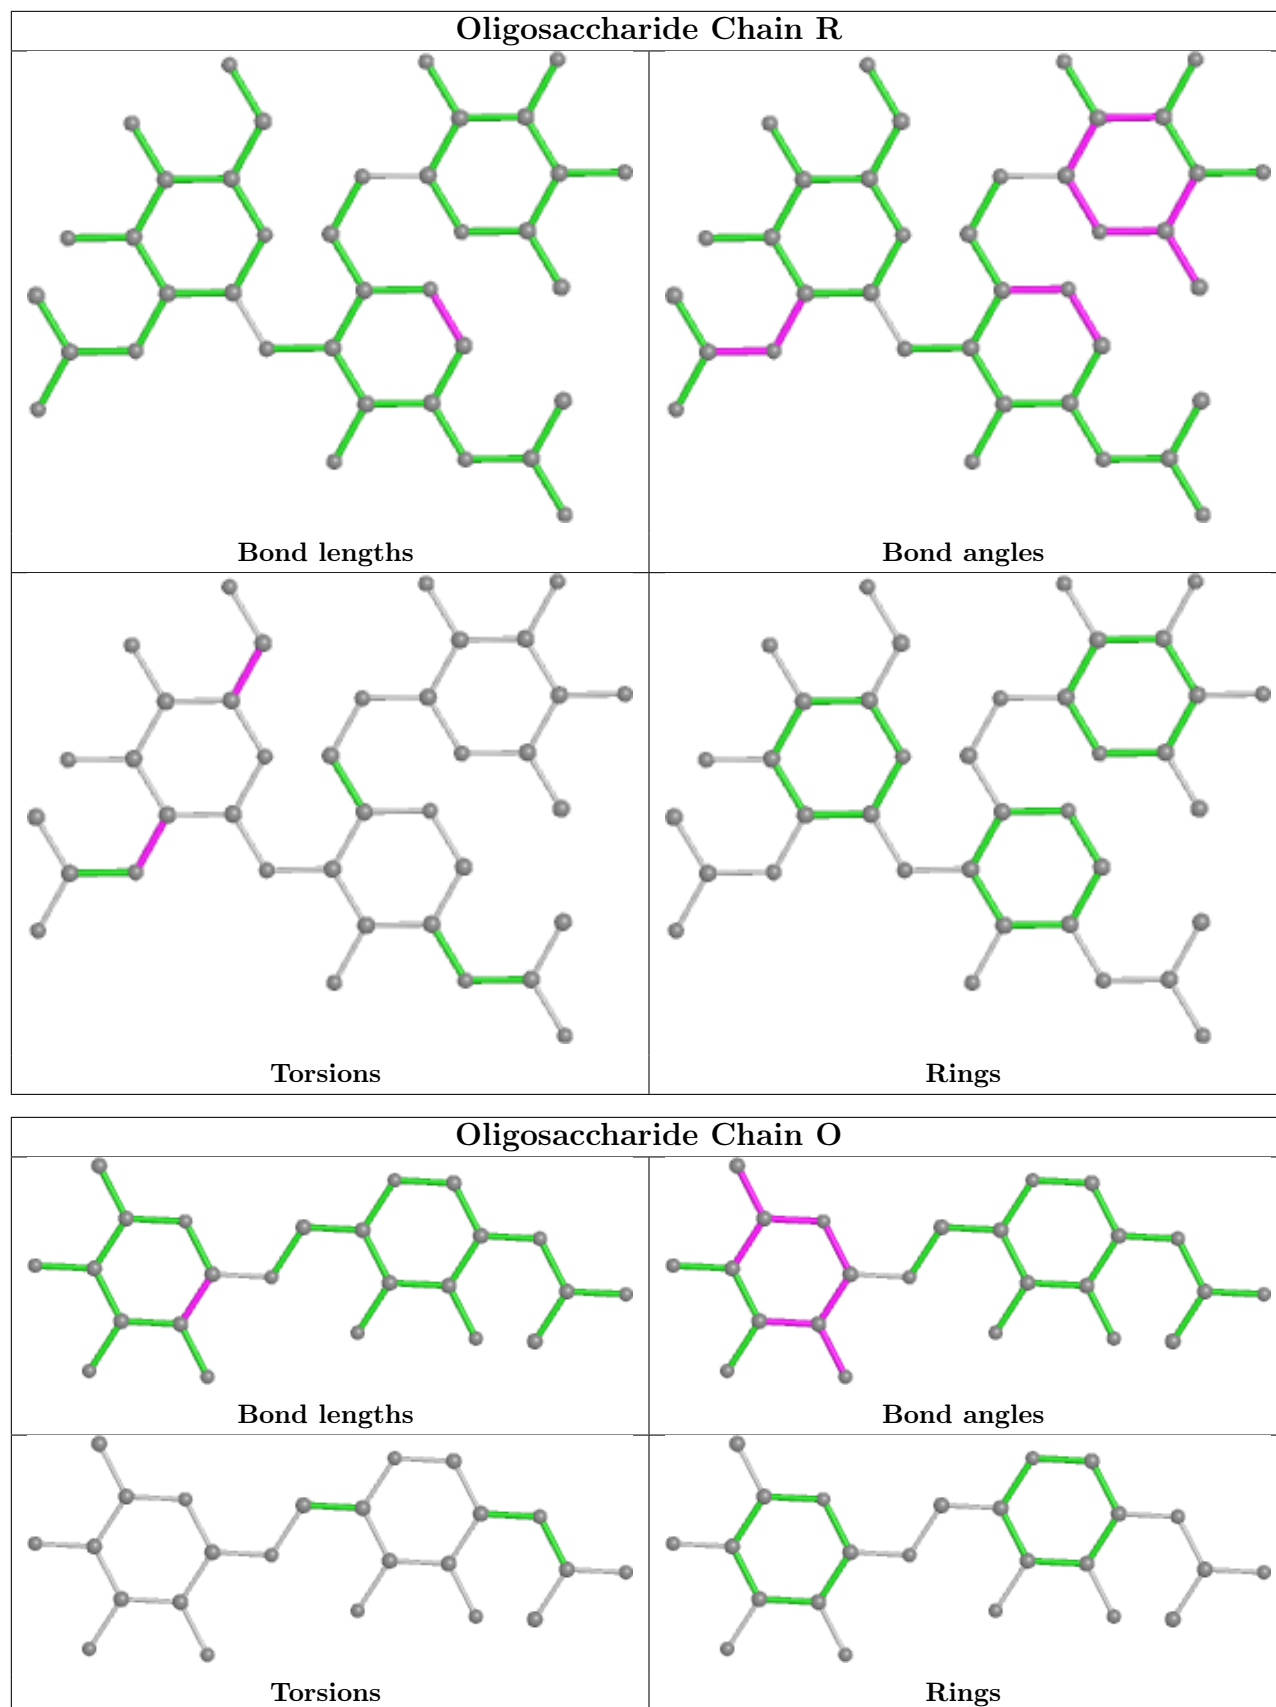 Oligosaccharide Chain R
Bond lengths
Bond angles
Torsions
Rings
Oligosaccharide Chain O
Bond lengths
Bond angles
Torsions
Rings